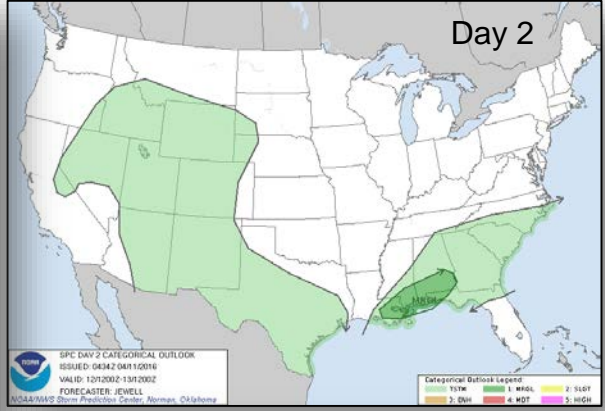 Day 2
MRGL
NOAA
SPC DAY 2 CATEGORICAL OUTLOOK
ISSUED: 0434Z 04/11/2016
VALID: 12/1200Z-13/1200Z
FORECASTER: JEWELL
NOAA/NWS Storm Prediction Center, Norman, Oklahoma
Categorical Outlook Legend:
TSTM 1: MRGL 2: SLGT
3: ENH 4: MDT 5: HIGH